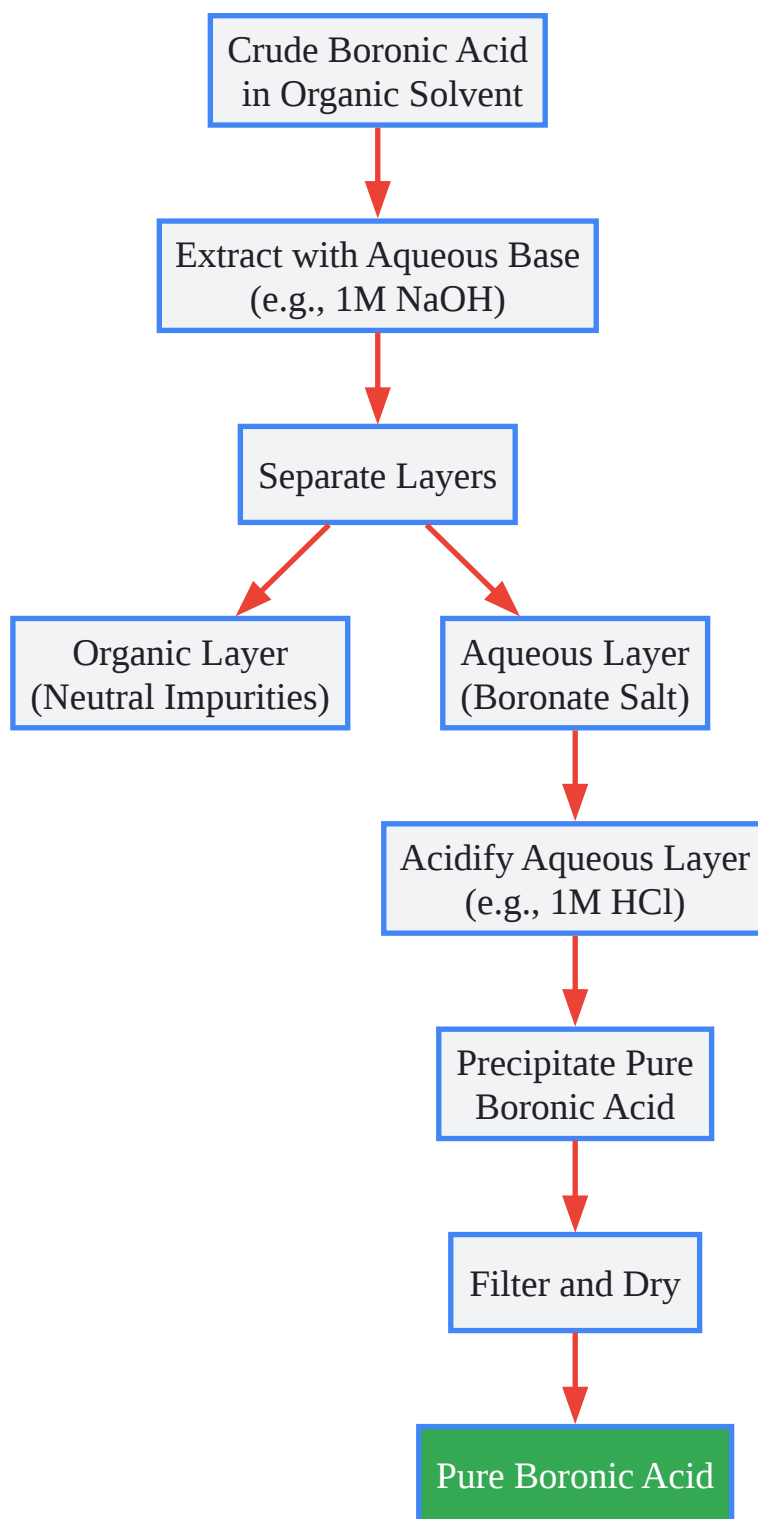 Crude Boronic Acid
in Organic Solvent
Extract with Aqueous Base
(e.g., 1M NaOH)
Separate Layers
Organic Layer
(Neutral Impurities)
Aqueous Layer
(Boronate Salt)
Acidify Aqueous Layer
(e.g., 1M HCl)
Precipitate Pure
Boronic Acid
Filter and Dry
Pure Boronic Acid